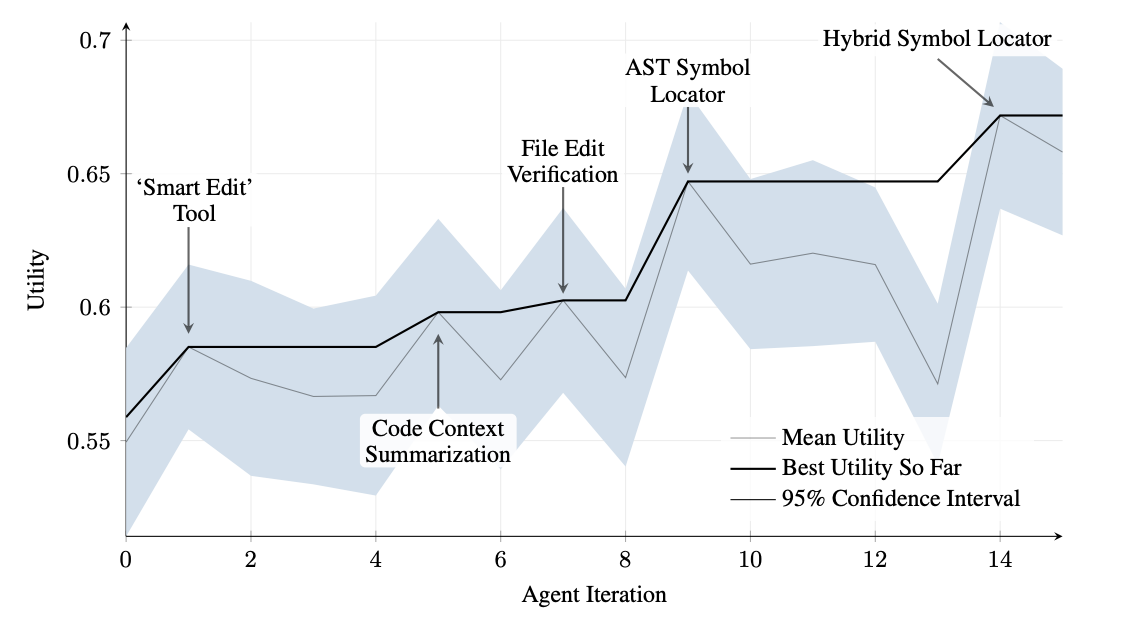 0.7
0.65
0.6
0.55
Utility
Hybrid Symbol Locator
AST Symbol
Locator
File Edit
Verification
‘Smart Edit’
Tool
Code Context
Summarization
Mean Utility
Best Utility So Far
95% Confidence Interval
0 2 4 6 8 10 12 14
Agent Iteration